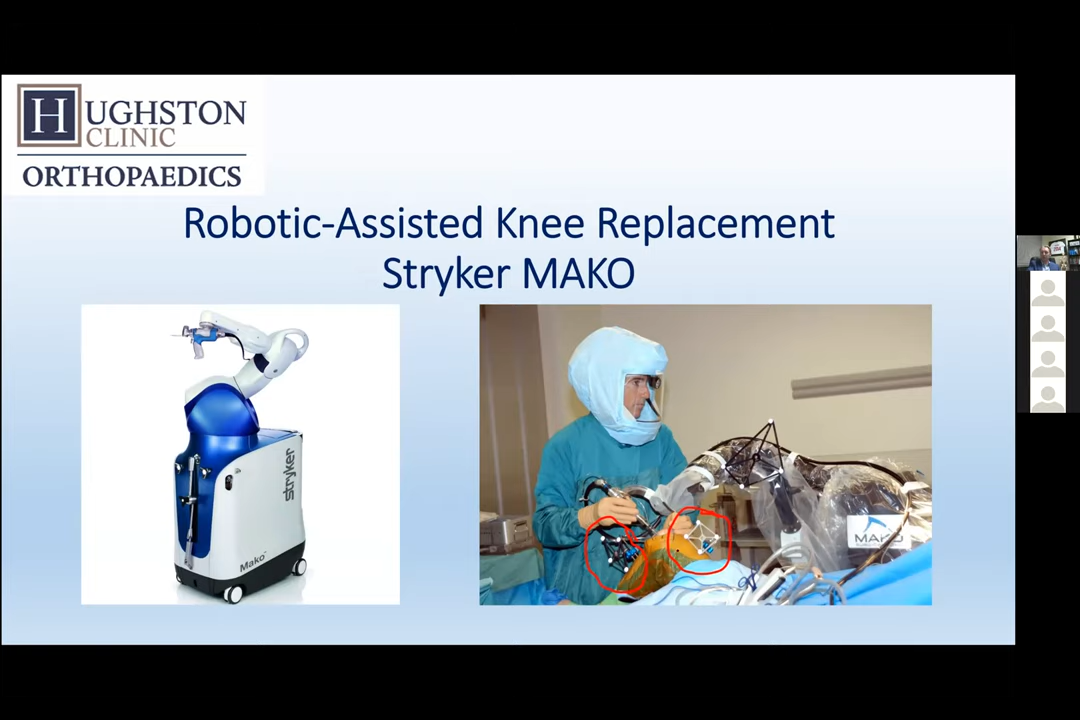 HUGHSTON
CLINIC
ORTHOPAEDICS
Robotic-Assisted Knee Replacement
Stryker MAKO
stryker
Mako
MAKO